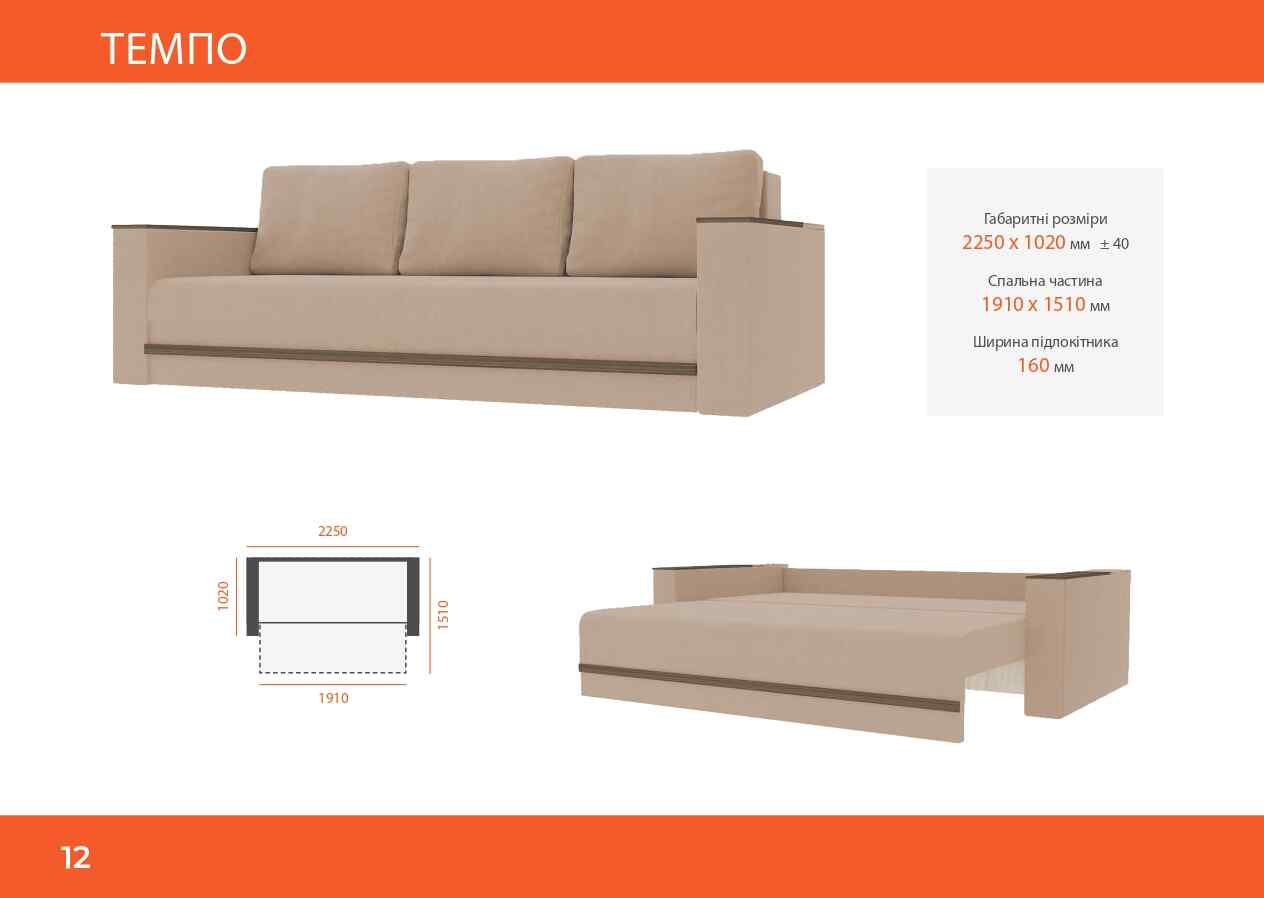 ТЕМПО
Габаритні розміри
2250 х 1020 мм ± 40
Спальна частина
1910 х 1510 мм
Ширина підлокітника
160 мм
2250
1020
1510
1910
12